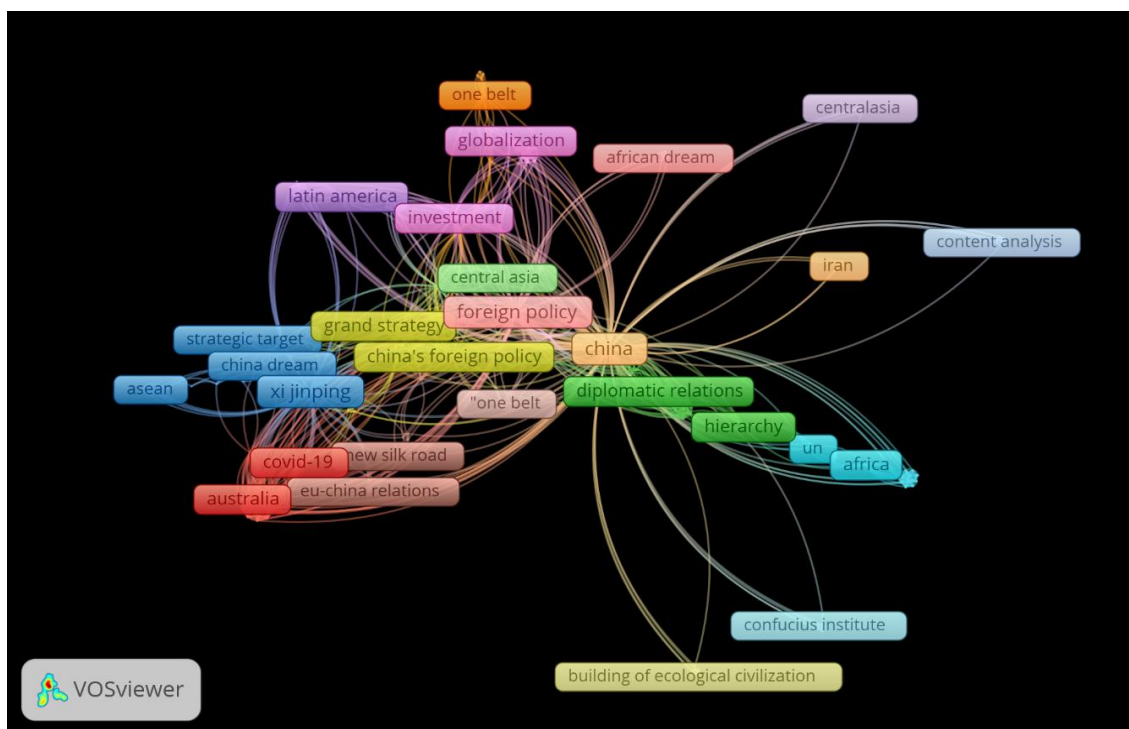 one belt
centralasia
globalization
african dream
latin america
investment
content analysis
iran
central asia
foreign policy
grand strategy
strategic target
china
china's foreign policy
china dream
asean
xi jinping
diplomatic relations
"one belt
hierarchy
un
new silk road
covid-19
africa
eu-china relations
australia
confucius institute
building of ecological civilization
VOSviewer